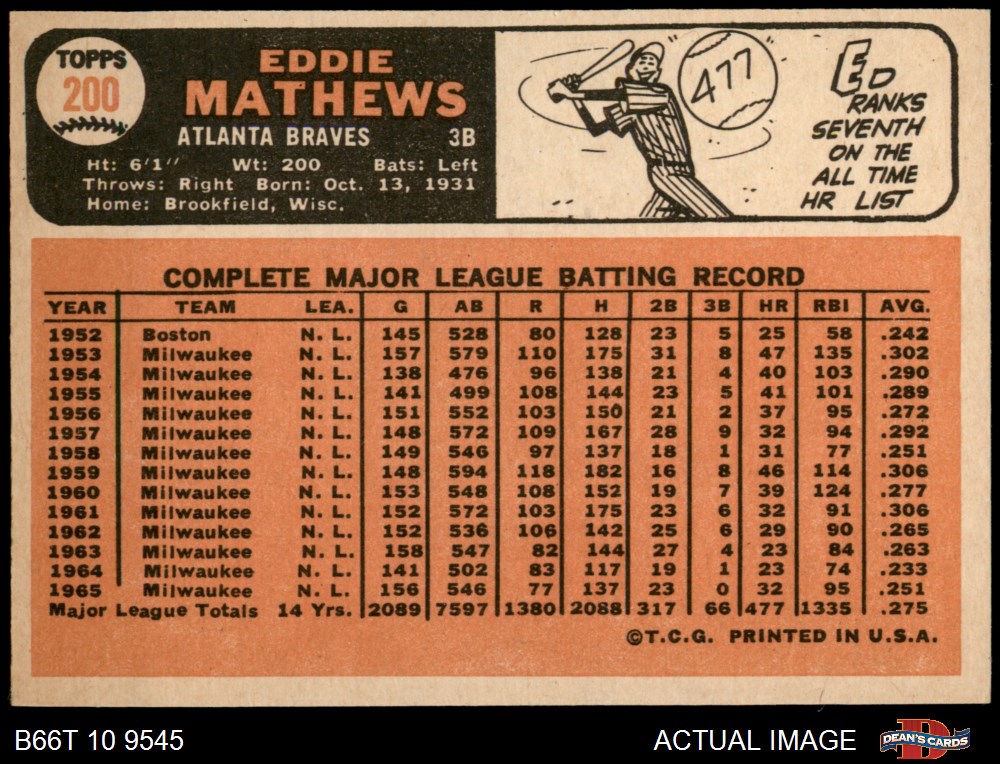 TOPPS
200
EDDIE
MATHEWS
ATLANTA BRAVES 3B
Ht: 6'1" Wt: 200 Bats: Left
Throws: Right Born: Oct. 13, 1931
Home: Brookfield, Wisc.
477
ED
RANKS
SEVENTH
ON THE
ALL TIME
HR LIST
COMPLETE MAJOR LEAGUE BATTING RECORD
YEAR TEAM LEA. G AB R H 2B 3B HR RBI AVG.
1952 Boston N. L. 145 528 80 128 23 5 25 58 .242
1953 Milwaukee N. L. 157 579 110 175 31 8 47 135 .302
1954 Milwaukee N. L. 138 476 96 138 21 4 40 103 .290
1955 Milwaukee N. L. 141 499 108 144 23 5 41 101 .289
1956 Milwaukee N. L. 151 552 103 150 21 2 37 95 .272
1957 Milwaukee N. L. 148 572 109 167 28 9 32 94 .292
1958 Milwaukee N. L. 149 546 97 137 18 1 31 77 .251
1959 Milwaukee N. L. 148 594 118 182 16 8 46 114 .306
1960 Milwaukee N. L. 153 548 108 152 19 7 39 124 .277
1961 Milwaukee N. L. 152 572 103 175 23 6 32 91 .306
1962 Milwaukee N. L. 152 536 106 142 25 6 29 90 .265
1963 Milwaukee N. L. 158 547 82 144 27 4 23 84 .263
1964 Milwaukee N. L. 141 502 83 117 19 1 23 74 .233
1965 Milwaukee N. L. 156 546 77 137 23 0 32 95 .251
Major League Totals 14 Yrs. 2089 7597 1380 2088 317 66 477 1335 .275
©T.C.G. PRINTED IN U.S.A.
B66T 10 9545 ACTUAL IMAGE
D
DEAN'S CARDS